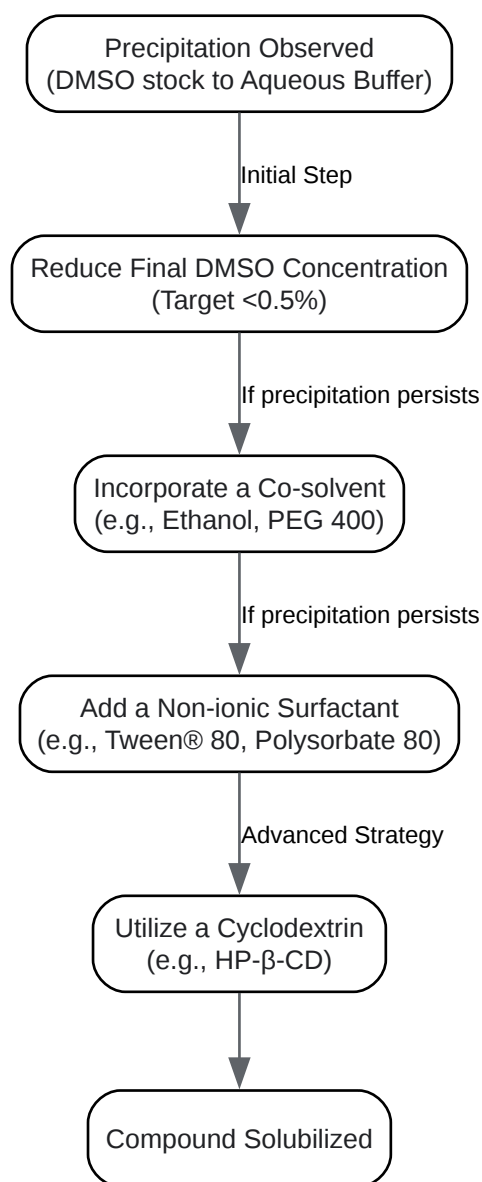 Precipitation Observed
(DMSO stock to Aqueous Buffer)
Initial Step
Reduce Final DMSO Concentration
(Target <0.5%)
If precipitation persists
Incorporate a Co-solvent
(e.g., Ethanol, PEG 400)
If precipitation persists
Add a Non-ionic Surfactant
(e.g., Tween® 80, Polysorbate 80)
Advanced Strategy
Utilize a Cyclodextrin
(e.g., HP-β-CD)
Compound Solubilized